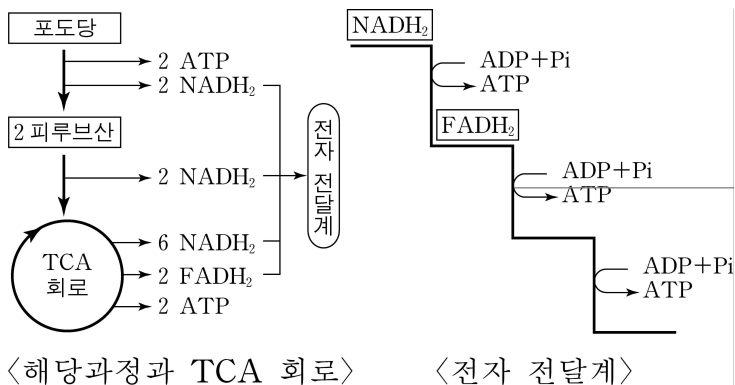 포도당
2 ATP
2 NADH₂
2 피루브산
2 NADH₂
6 NADH₂
TCA
회로
2 FADH₂
2 ATP
전자 전달계
〈해당과정과 TCA 회로〉
NADH₂
ADP+Pi
ATP
FADH₂
ADP+Pi
ATP
ADP+Pi
ATP
〈전자 전달계〉